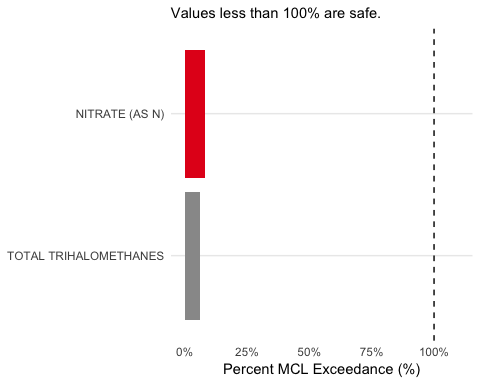 Values less than 100% are safe.
NITRATE (AS N)
TOTAL TRIHALOMETHANES
0% 25% 50% 75% 100%
Percent MCL Exceedance (%)